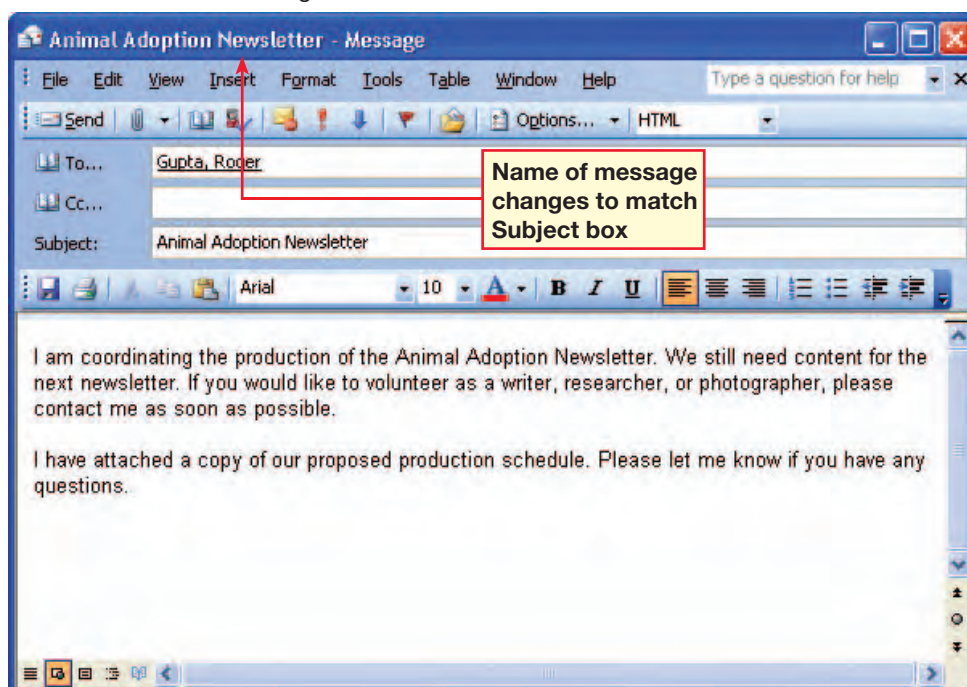 Animal Adoption Newsletter - Message
File Edit View Insert Format Tools Table Window Help Type a question for help
Send Options... HTML
To... Gupta, Roger
Name of message
changes to match
Subject box
Cc...
Subject: Animal Adoption Newsletter
Arial 10 A B I U
I am coordinating the production of the Animal Adoption Newsletter. We still need content for the
next newsletter. If you would like to volunteer as a writer, researcher, or photographer, please
contact me as soon as possible.
I have attached a copy of our proposed production schedule. Please let me know if you have any
questions.